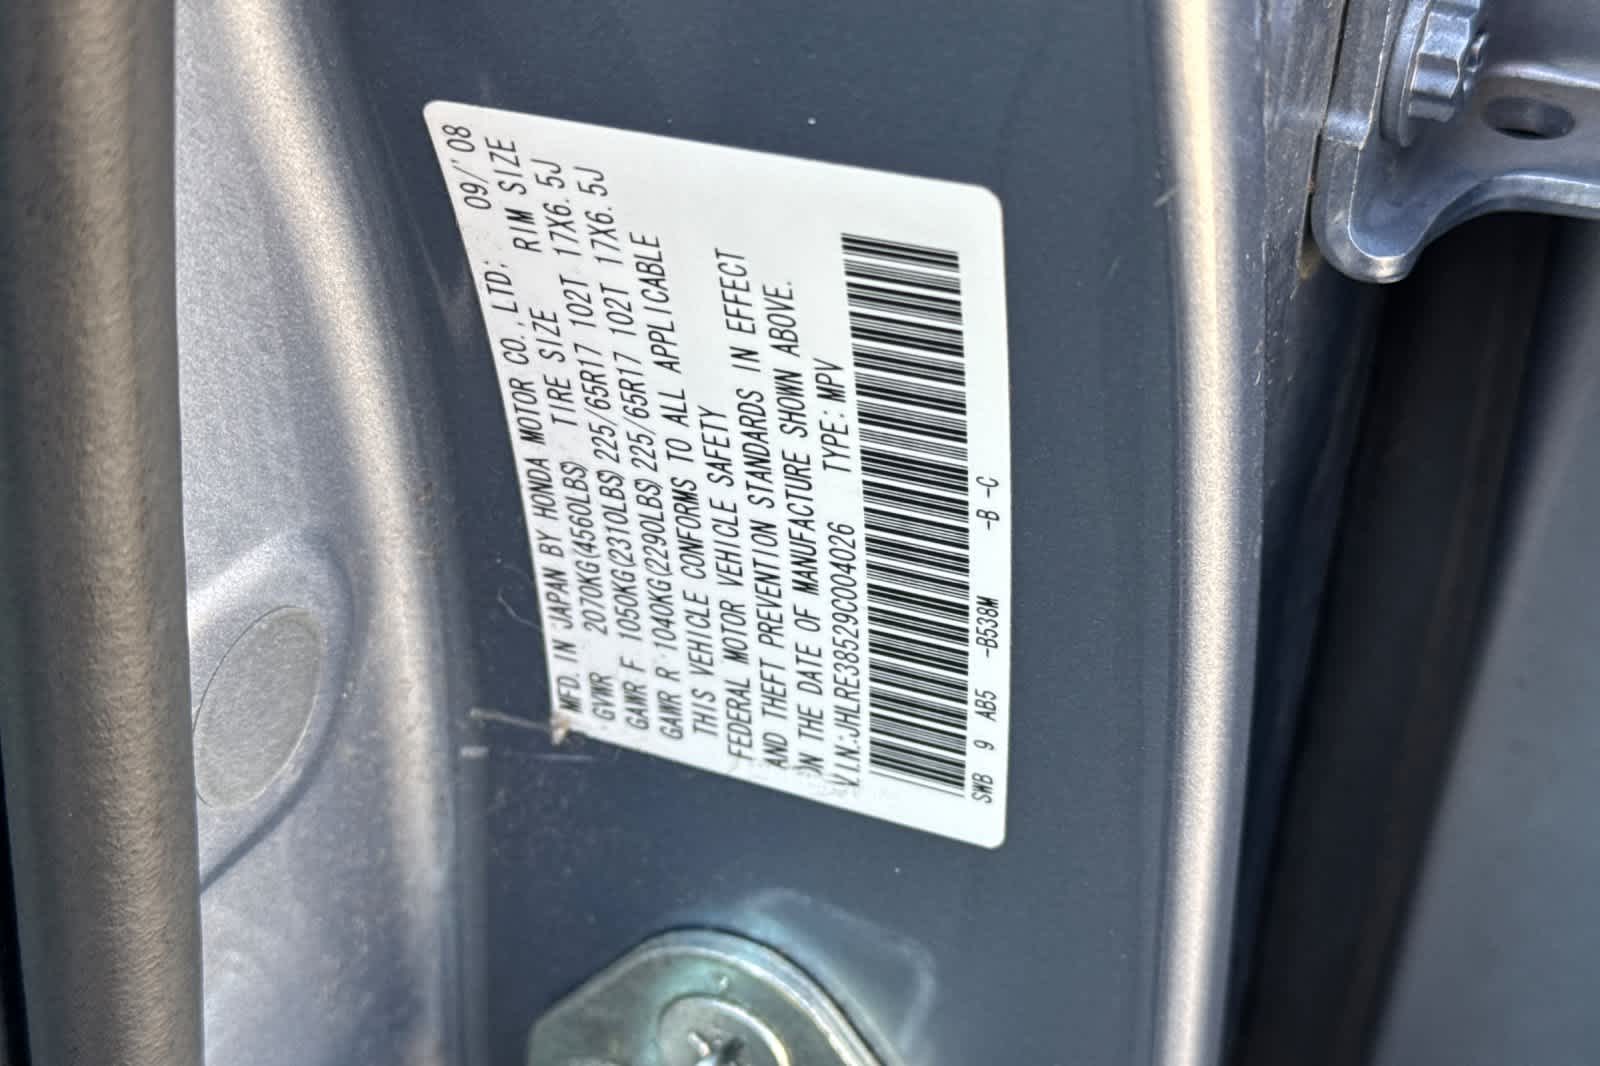 MFD. IN JAPAN BY HONDA MOTOR CO., LTD. 09/'08
TIRE SIZE RIM SIZE
GVWR 2070KG(4560LBS)
GAWR F 1050KG(2310LBS) 225/65R17 102T 17X6.5J
GAWR R 1040KG(2290LBS) 225/65R17 102T 17X6.5J
THIS VEHICLE CONFORMS TO ALL APPLICABLE
FEDERAL MOTOR VEHICLE SAFETY
AND THEFT PREVENTION STANDARDS IN EFFECT
ON THE DATE OF MANUFACTURE SHOWN ABOVE.
V.I.N.:JHLRE38529C004026 TYPE:MPV
SWB 9 AB5 -B538M -B -C